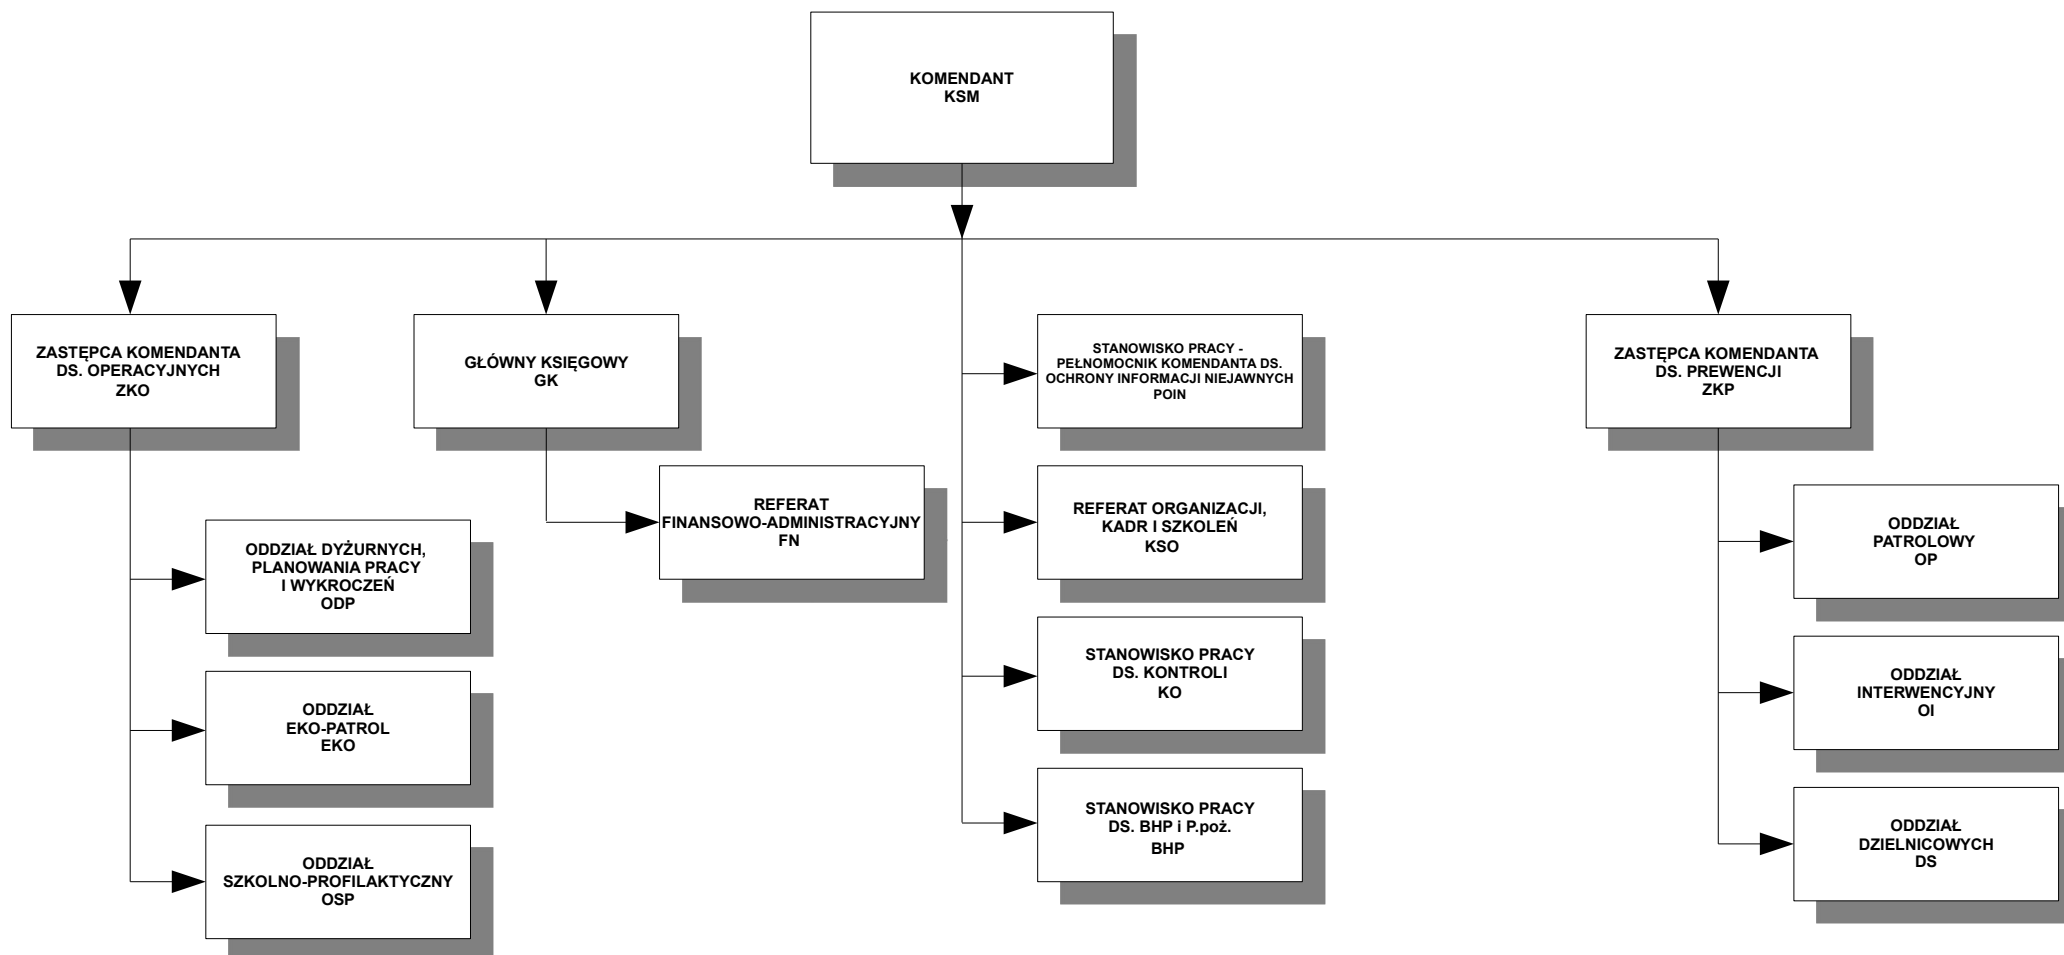 KOMENDANT
KSM
ZASTĘPCA KOMENDANTA
DS. OPERACYJNYCH
ZKO
GŁÓWNY KSIĘGOWY
GK
STANOWISKO PRACY -
PEŁNOMOCNIK KOMENDANTA DS.
OCHRONY INFORMACJI NIEJAWNYCH
POIN
ZASTĘPCA KOMENDANTA
DS. PREWENCJI
ZKP
REFERAT
FINANSOWO-ADMINISTRACYJNY
FN
REFERAT ORGANIZACJI,
KADR I SZKOLEŃ
KSO
ODDZIAŁ
PATROLOWY
OP
ODDZIAŁ DYŻURNYCH,
PLANOWANIA PRACY
I WYKROCZEŃ
ODP
STANOWISKO PRACY
DS. KONTROLI
KO
ODDZIAŁ
INTERWENCYJNY
OI
ODDZIAŁ
EKO-PATROL
EKO
STANOWISKO PRACY
DS. BHP i P.poż.
BHP
ODDZIAŁ
DZIELNICOWYCH
DS
ODDZIAŁ
SZKOLNO-PROFILAKTYCZNY
OSP